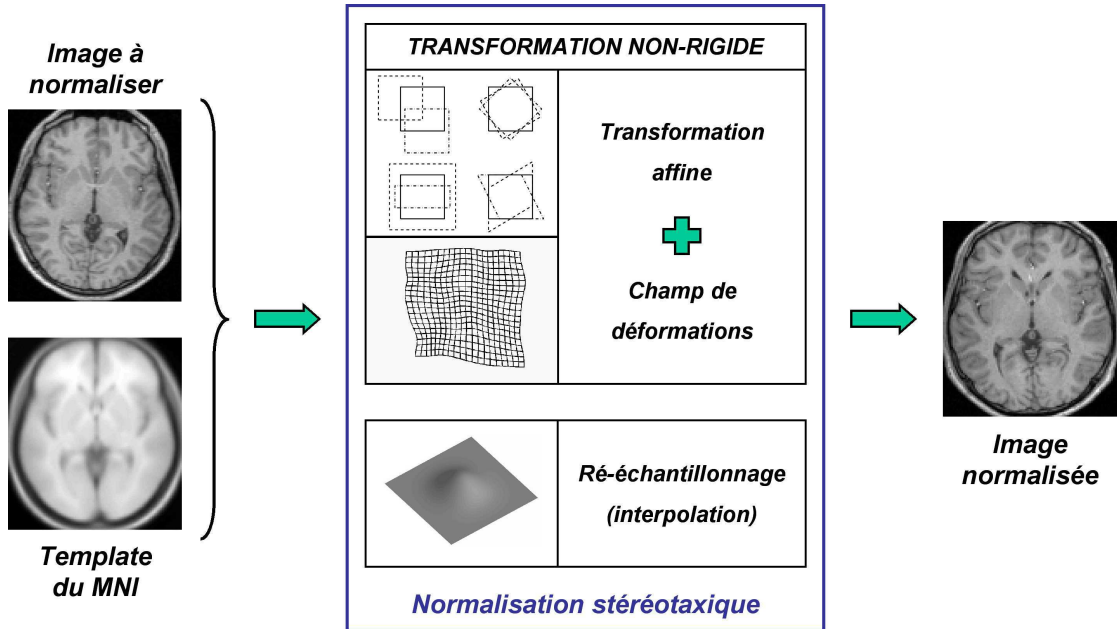 Image à
normaliser
Template
du MNI
TRANSFORMATION NON-RIGIDE
Transformation
affine
Champ de
déformations
Ré-échantillonnage
(interpolation)
Normalisation stéréotaxique
Image
normalisée